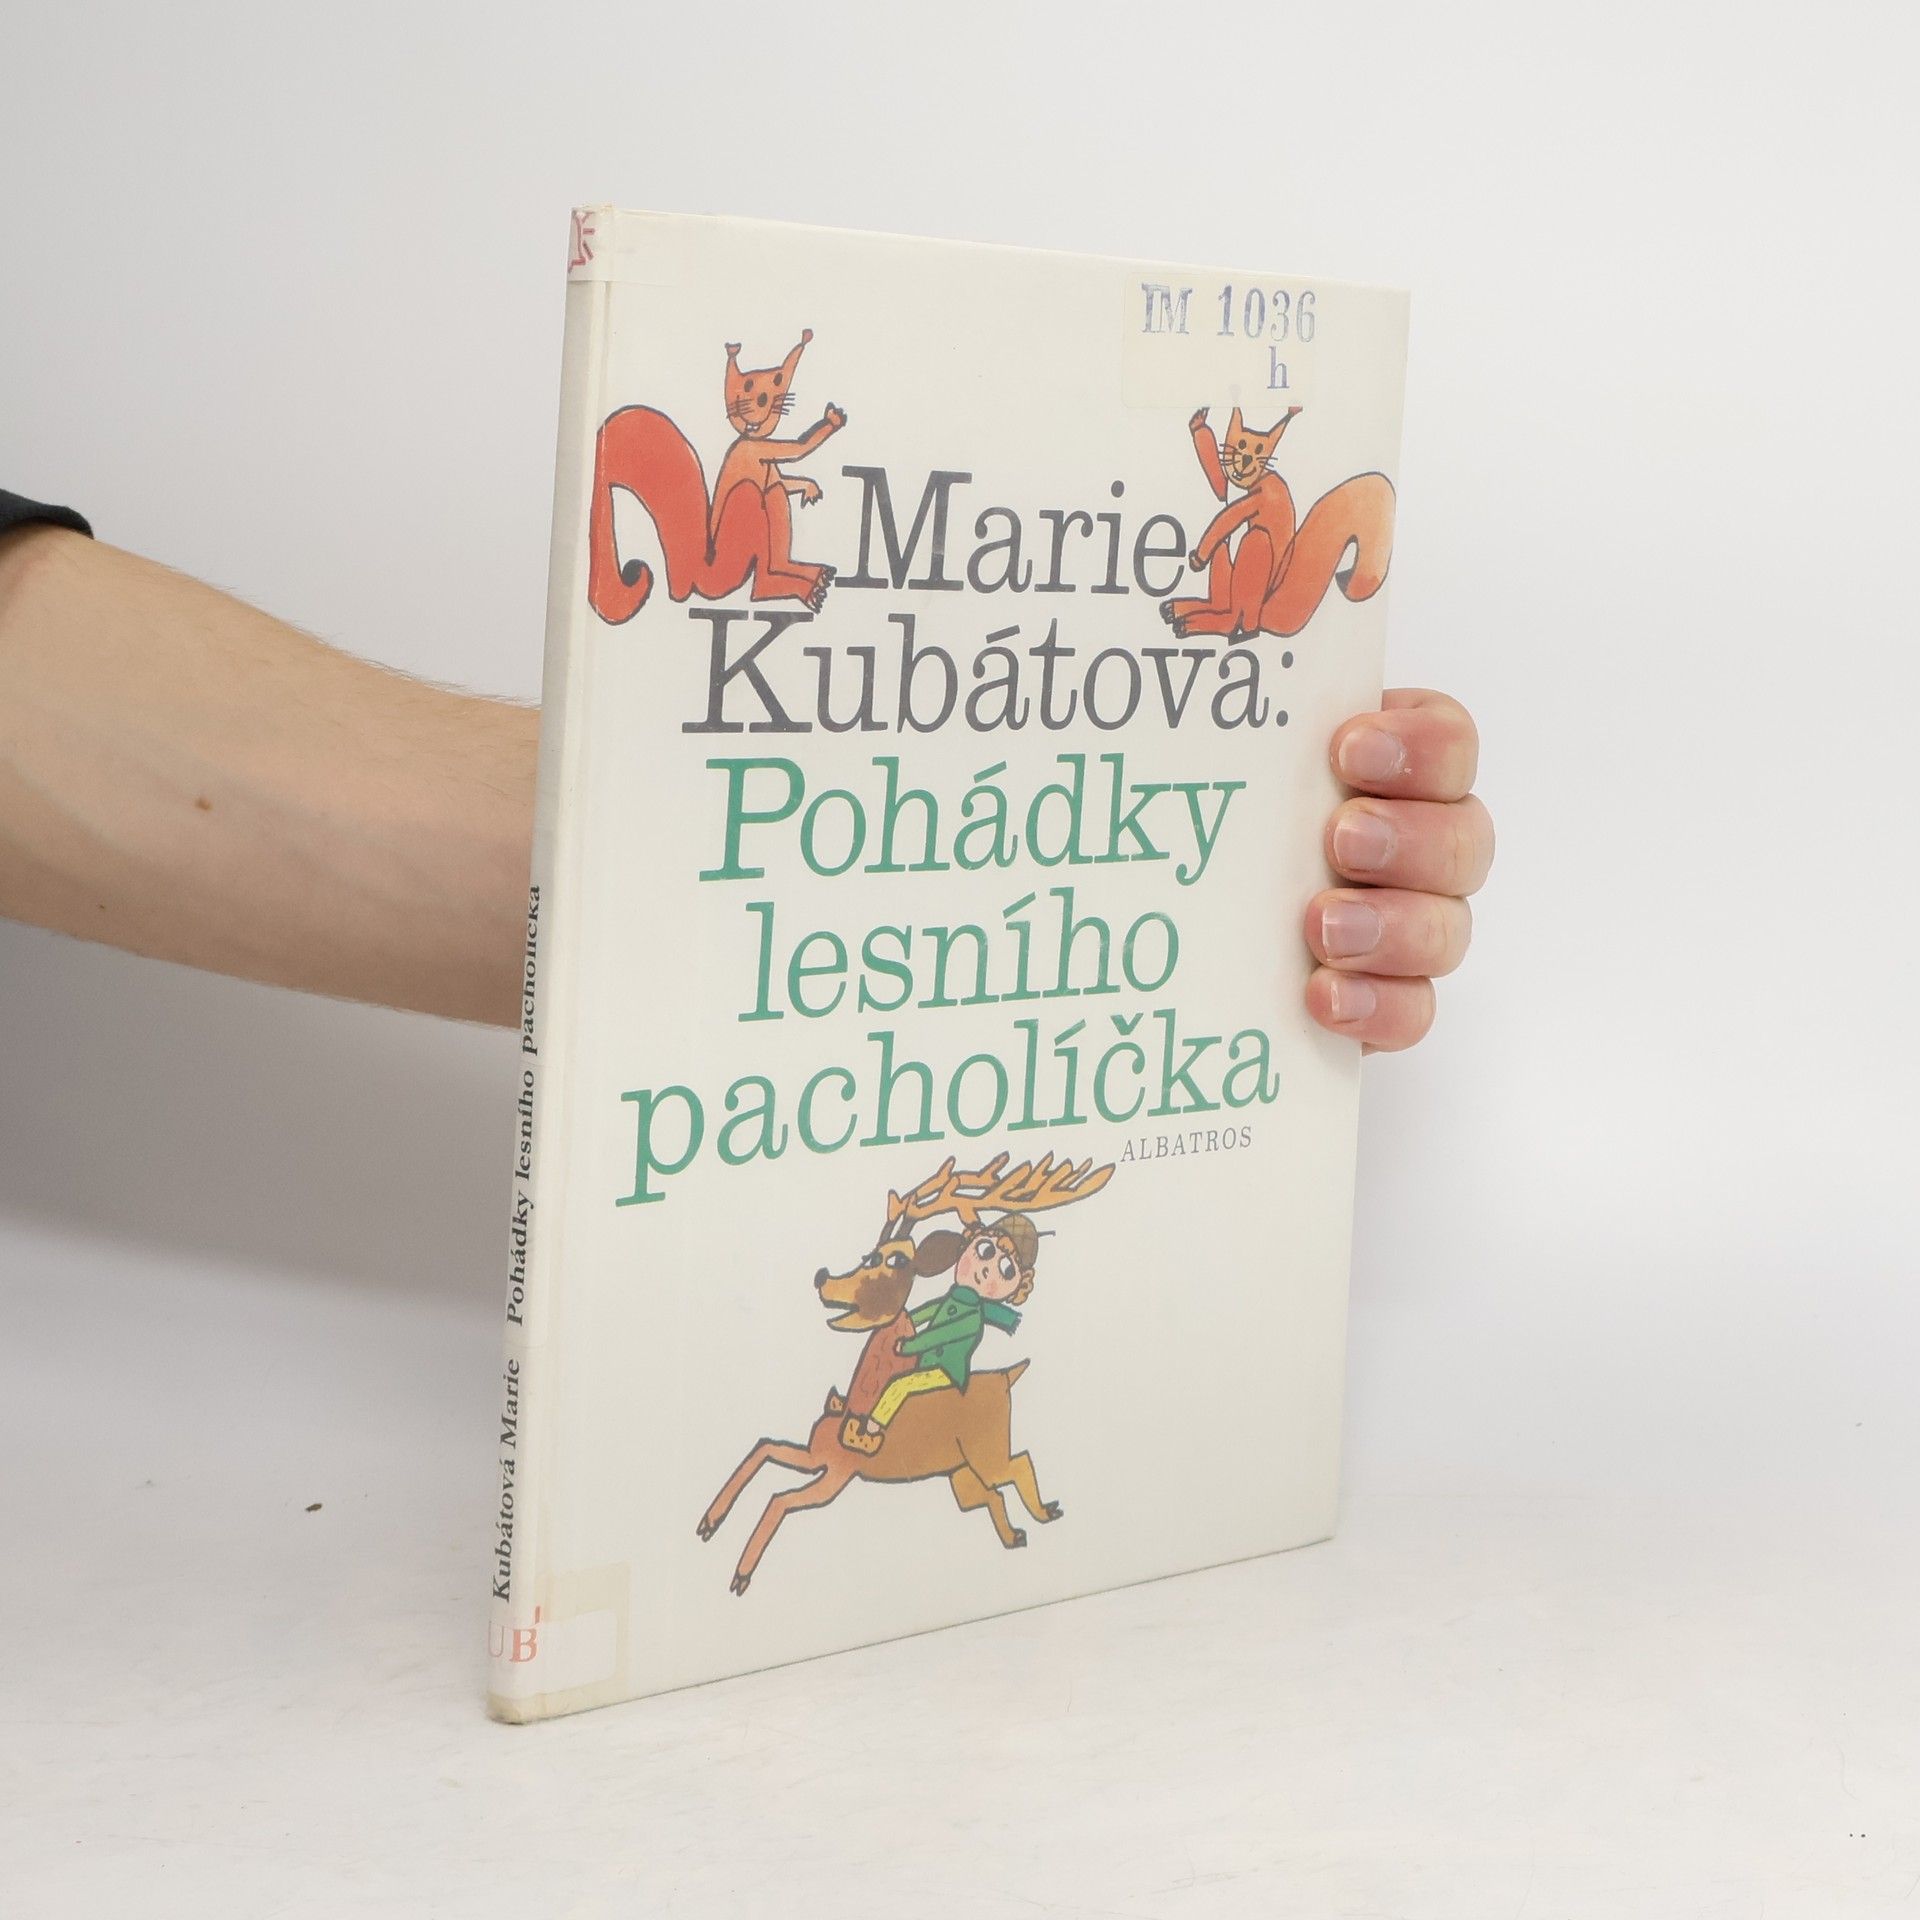 IM 1036
h
Marie
Kubátová:
Pohádky
lesního
pacholíčka
ALBATROS
Kubátová Marie Pohádky lesního pacholíčka
UB